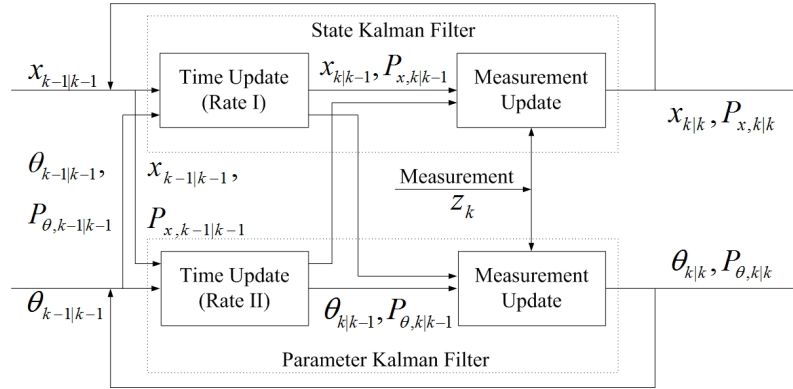 State Kalman Filter
x_{k-1|k-1}
Time Update
(Rate I)
x_{k|k-1}, P_{x,k|k-1}
Measurement
Update
x_{k|k}, P_{x,k|k}
θ_{k-1|k-1},
P_{θ,k-1|k-1}
x_{k-1|k-1},
P_{x,k-1|k-1}
Measurement
z_k
θ_{k-1|k-1}
Time Update
(Rate II)
θ_{k|k-1}, P_{θ,k|k-1}
Measurement
Update
θ_{k|k}, P_{θ,k|k}
Parameter Kalman Filter